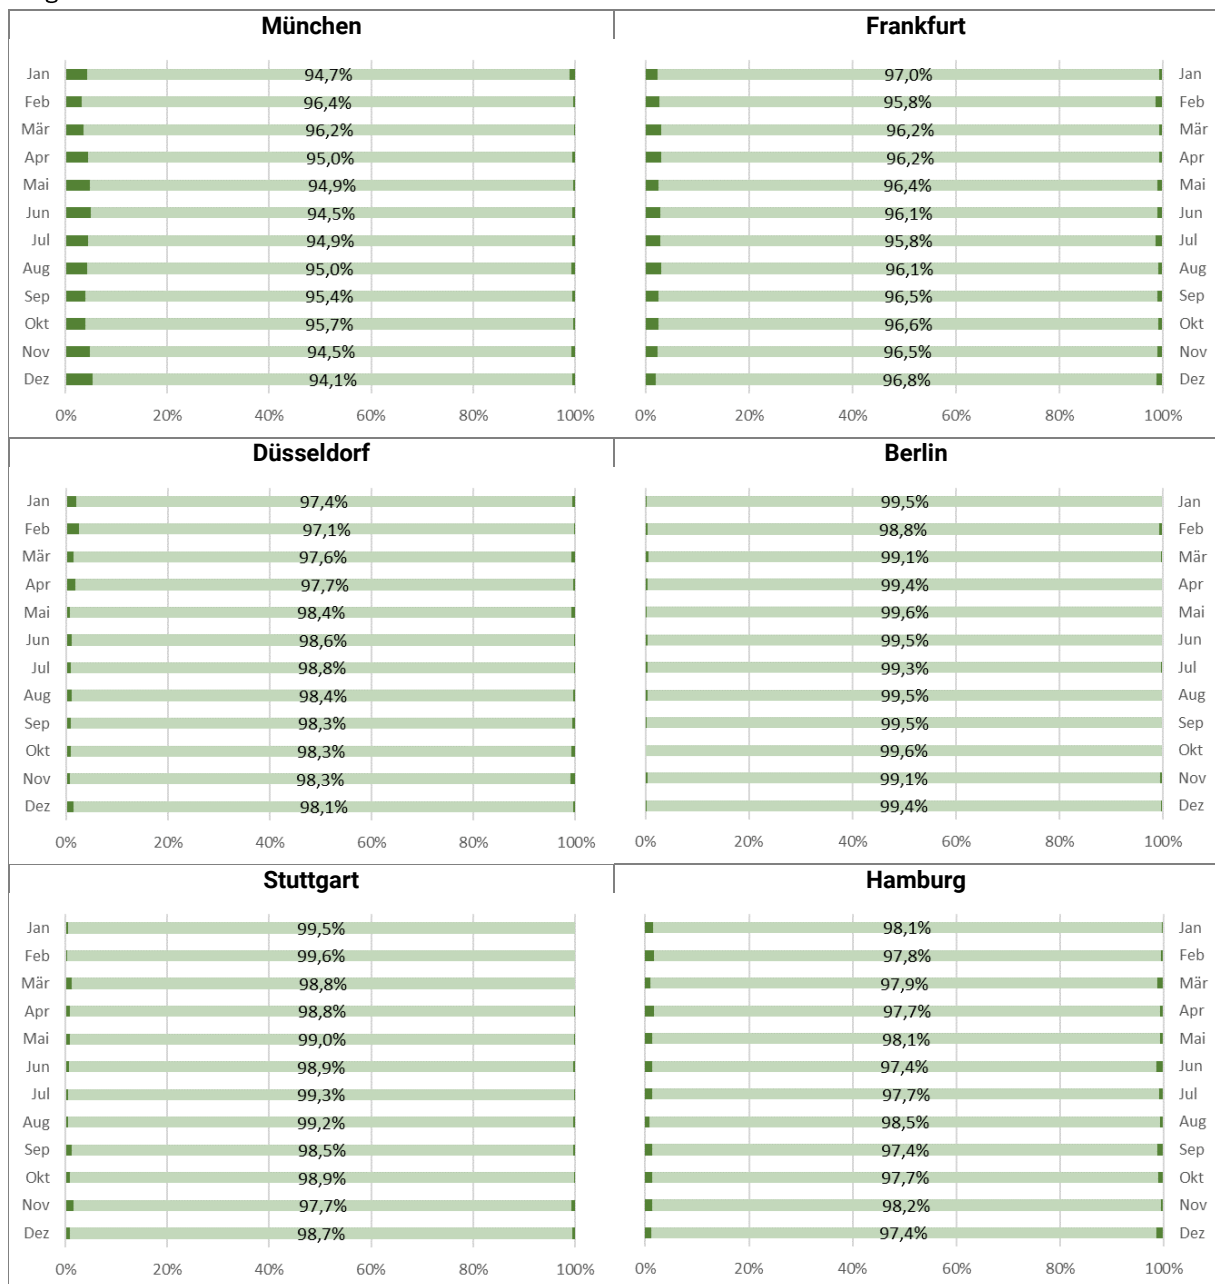 München Frankfurt
Jan 94,7% 97,0% Jan
Feb 96,4% 95,8% Feb
Mär 96,2% 96,2% Mär
Apr 95,0% 96,2% Apr
Mai 94,9% 96,4% Mai
Jun 94,5% 96,1% Jun
Jul 94,9% 95,8% Jul
Aug 95,0% 96,1% Aug
Sep 95,4% 96,5% Sep
Okt 95,7% 96,6% Okt
Nov 94,5% 96,5% Nov
Dez 94,1% 96,8% Dez
0% 20% 40% 60% 80% 100% 0% 20% 40% 60% 80% 100%
Düsseldorf Berlin
Jan 97,4% 99,5% Jan
Feb 97,1% 98,8% Feb
Mär 97,6% 99,1% Mär
Apr 97,7% 99,4% Apr
Mai 98,4% 99,6% Mai
Jun 98,6% 99,5% Jun
Jul 98,8% 99,3% Jul
Aug 98,4% 99,5% Aug
Sep 98,3% 99,5% Sep
Okt 98,3% 99,6% Okt
Nov 98,3% 99,1% Nov
Dez 98,1% 99,4% Dez
0% 20% 40% 60% 80% 100% 0% 20% 40% 60% 80% 100%
Stuttgart Hamburg
Jan 99,5% 98,1% Jan
Feb 99,6% 97,8% Feb
Mär 98,8% 97,9% Mär
Apr 98,8% 97,7% Apr
Mai 99,0% 98,1% Mai
Jun 98,9% 97,4% Jun
Jul 99,3% 97,7% Jul
Aug 99,2% 98,5% Aug
Sep 98,5% 97,4% Sep
Okt 98,9% 97,7% Okt
Nov 97,7% 98,2% Nov
Dez 98,7% 97,4% Dez
0% 20% 40% 60% 80% 100% 0% 20% 40% 60% 80% 100%